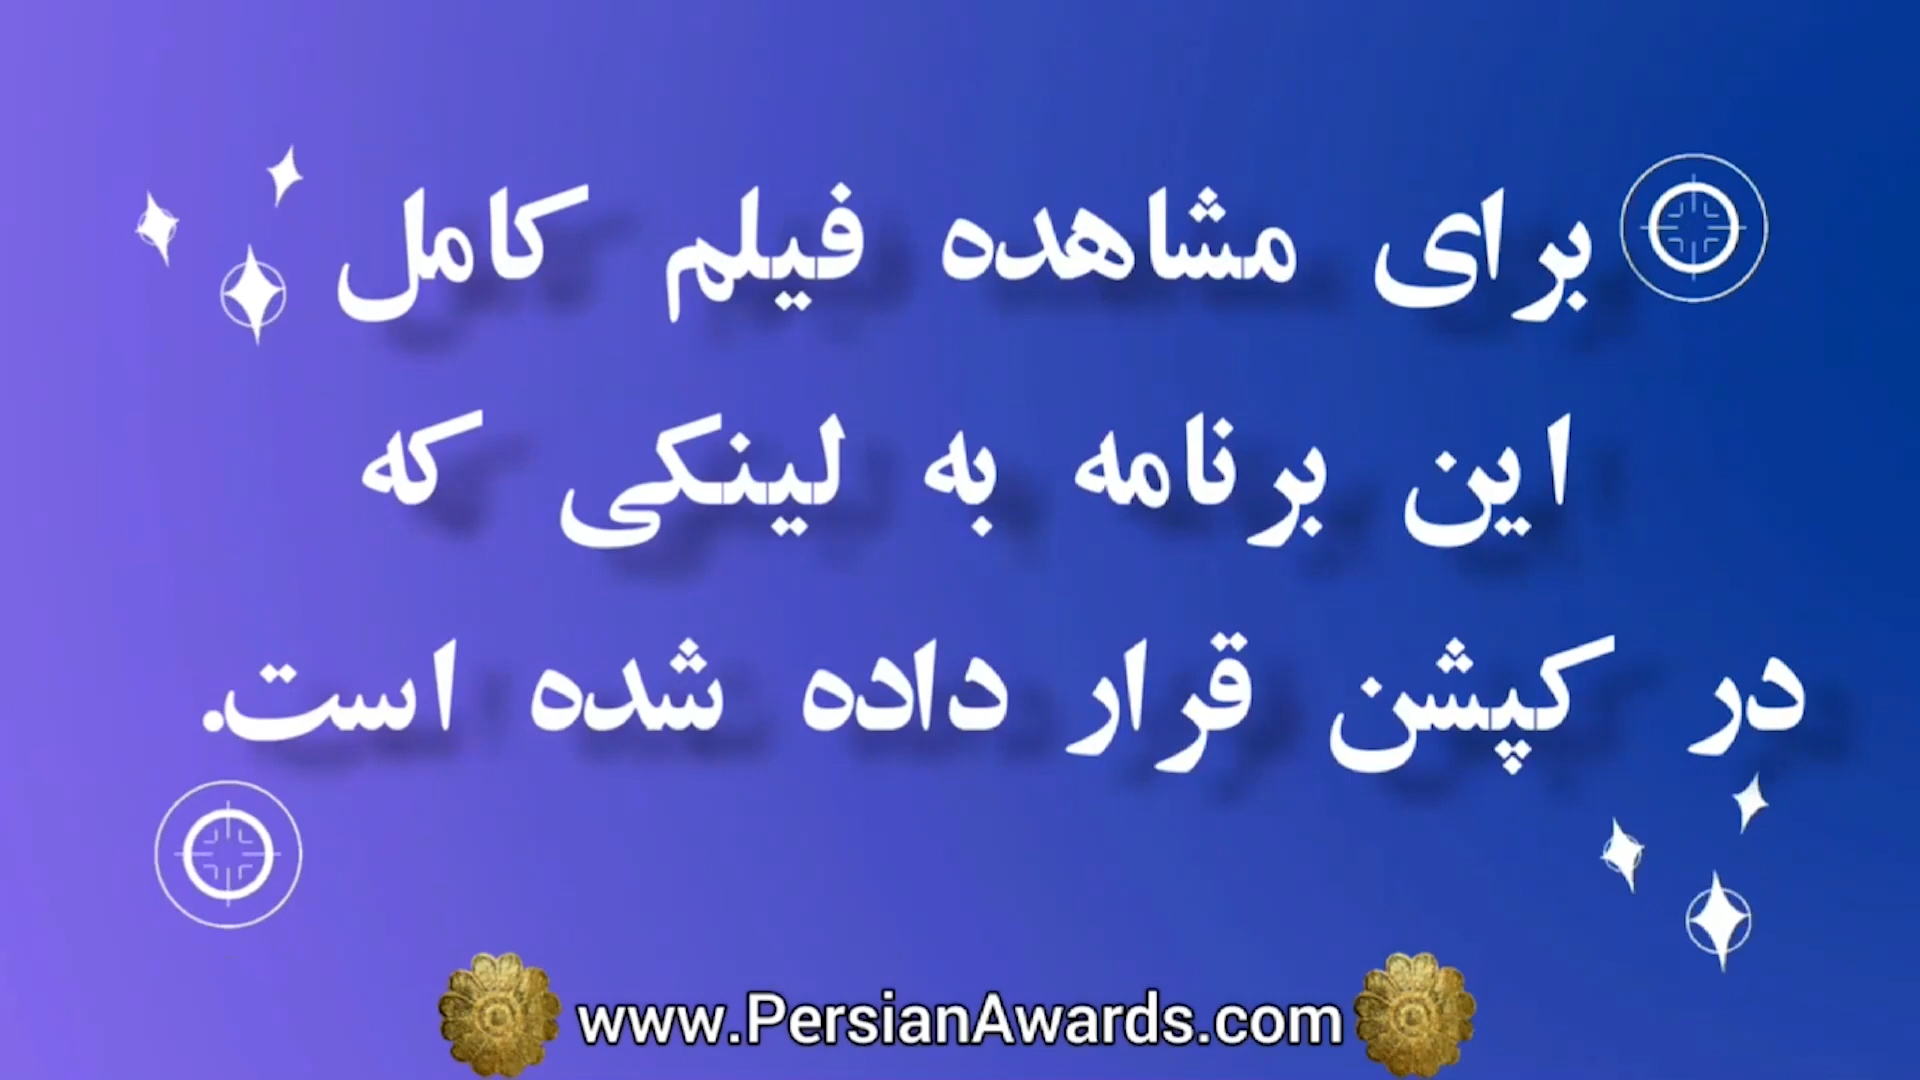 برای مشاهده فیلم کامل
این برنامه به لینکی که
در کپشن قرار داده شده است.
www.PersianAwards.com